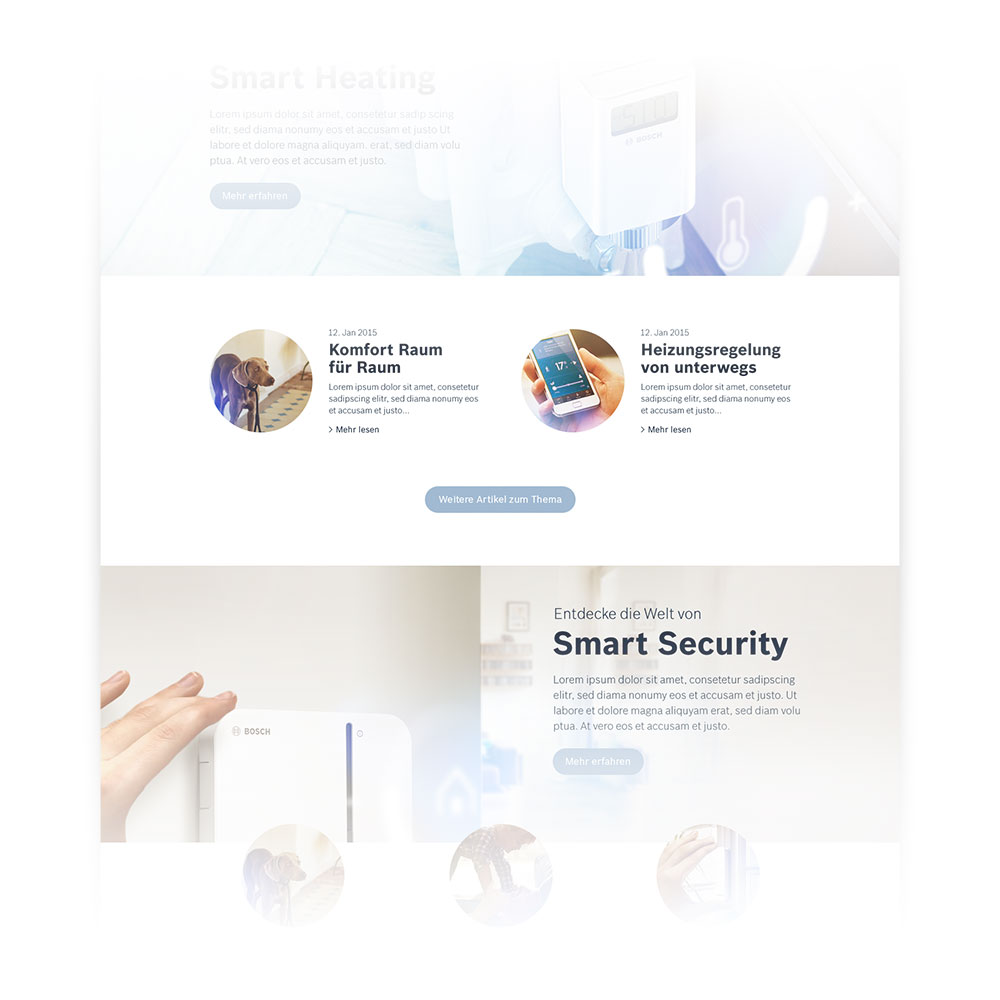 Smart Heating
Lorem ipsum dolor sit amet, consetetur sadip scing
elitr, sed diama nonumy eos et accusam et justo Ut
labore et dolore magna aliquyam. erat, sed diam volu
ptua. At vero eos et accusam et justo.
Mehr erfahren
5:00
BOSCH
12. Jan 2015
Komfort Raum
für Raum
Lorem ipsum dolor sit amet, consetetur
sadipscing elitr, sed diama nonumy eos
et accusam et justo...
> Mehr lesen
12. Jan 2015
Heizungsregelung
von unterwegs
Lorem ipsum dolor sit amet, consetetur
sadipscing elitr, sed diama nonumy eos
et accusam et justo...
> Mehr lesen
17
Weitere Artikel zum Thema
Entdecke die Welt von
Smart Security
Lorem ipsum dolor sit amet, consetetur sadipscing
elitr, sed diama nonumy eos et accusam et justo. Ut
labore et dolore magna aliquyam erat, sed diam volu
ptua. At vero eos et accusam et justo.
Mehr erfahren
BOSCH